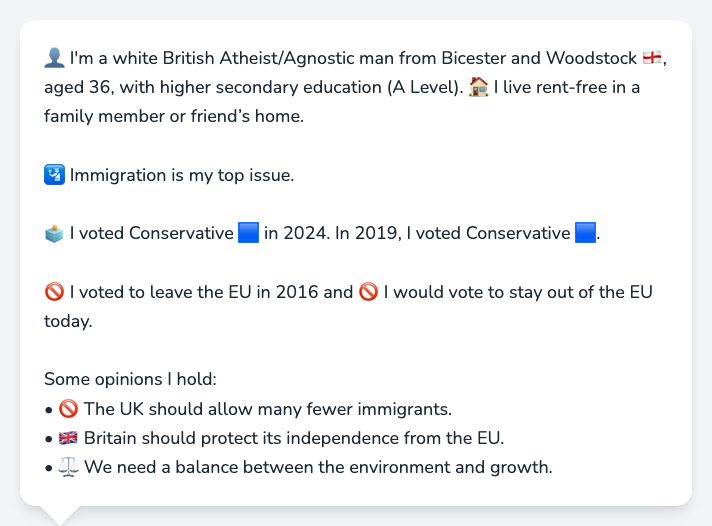 👤 I'm a white British Atheist/Agnostic man from Bicester and Woodstock 🏴󠁧󠁢󠁥󠁮󠁧󠁿,
aged 36, with higher secondary education (A Level). 🏠 I live rent-free in a
family member or friend’s home.
🛂 Immigration is my top issue.
🗳️ I voted Conservative 🟦 in 2024. In 2019, I voted Conservative 🟦.
🚫 I voted to leave the EU in 2016 and 🚫 I would vote to stay out of the EU
today.
Some opinions I hold:
• 🚫 The UK should allow many fewer immigrants.
• 🇬🇧 Britain should protect its independence from the EU.
• ⚖️ We need a balance between the environment and growth.